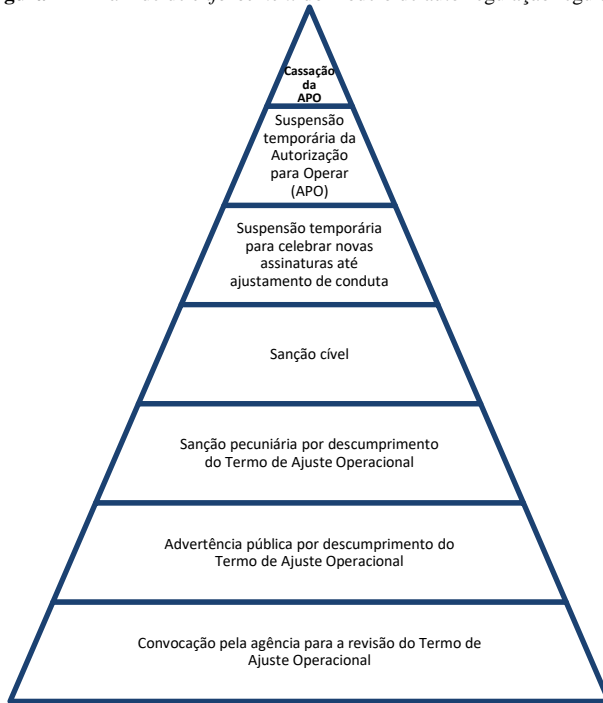 Cassação
da
APO
Suspensão
temporária da
Autorização
para Operar
(APO)
Suspensão temporária
para celebrar novas
assinaturas até
ajustamento de conduta
Sanção cível
Sanção pecuniária por descumprimento
do Termo de Ajuste Operacional
Advertência pública por descumprimento do
Termo de Ajuste Operacional
Convocação pela agência para a revisão do Termo de
Ajuste Operacional